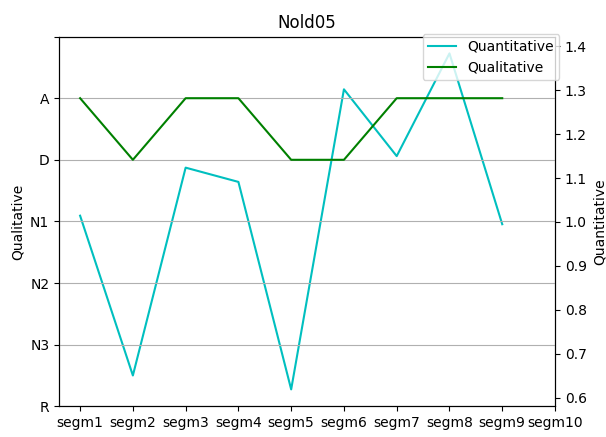 Nold05
Quantitative
Qualitative
A
D
N1
N2
N3
R
Qualitative
1.4
1.3
1.2
1.1
1.0
0.9
0.8
0.7
0.6
Quantitative
segm1 segm2 segm3 segm4 segm5 segm6 segm7 segm8 segm9 segm10